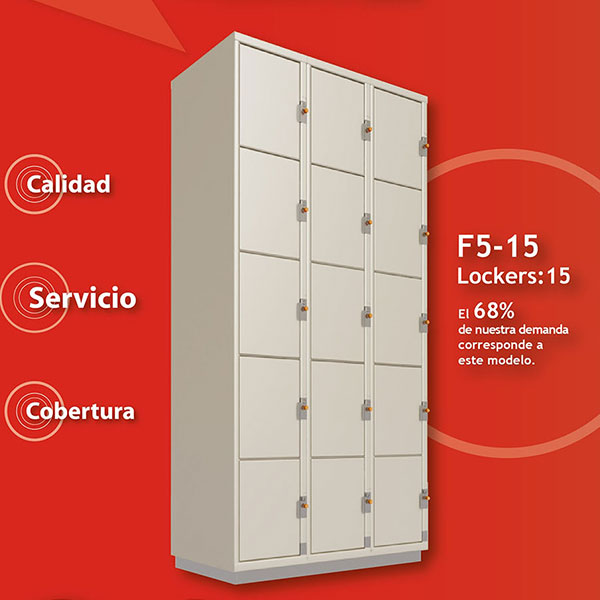 Calidad
Servicio
Cobertura
F5-15
Lockers:15
El 68%
de nuestra demanda
corresponde a
este modelo.